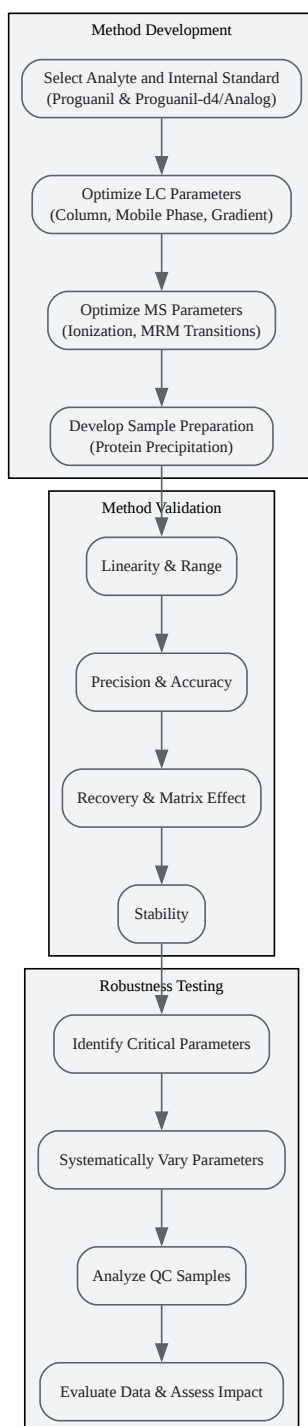 Method Development
Select Analyte and Internal Standard
(Proguanil & Proguanil-d4/Analog)
Optimize LC Parameters
(Column, Mobile Phase, Gradient)
Optimize MS Parameters
(Ionization, MRM Transitions)
Develop Sample Preparation
(Protein Precipitation)
Method Validation
Linearity & Range
Precision & Accuracy
Recovery & Matrix Effect
Stability
Robustness Testing
Identify Critical Parameters
Systematically Vary Parameters
Analyze QC Samples
Evaluate Data & Assess Impact